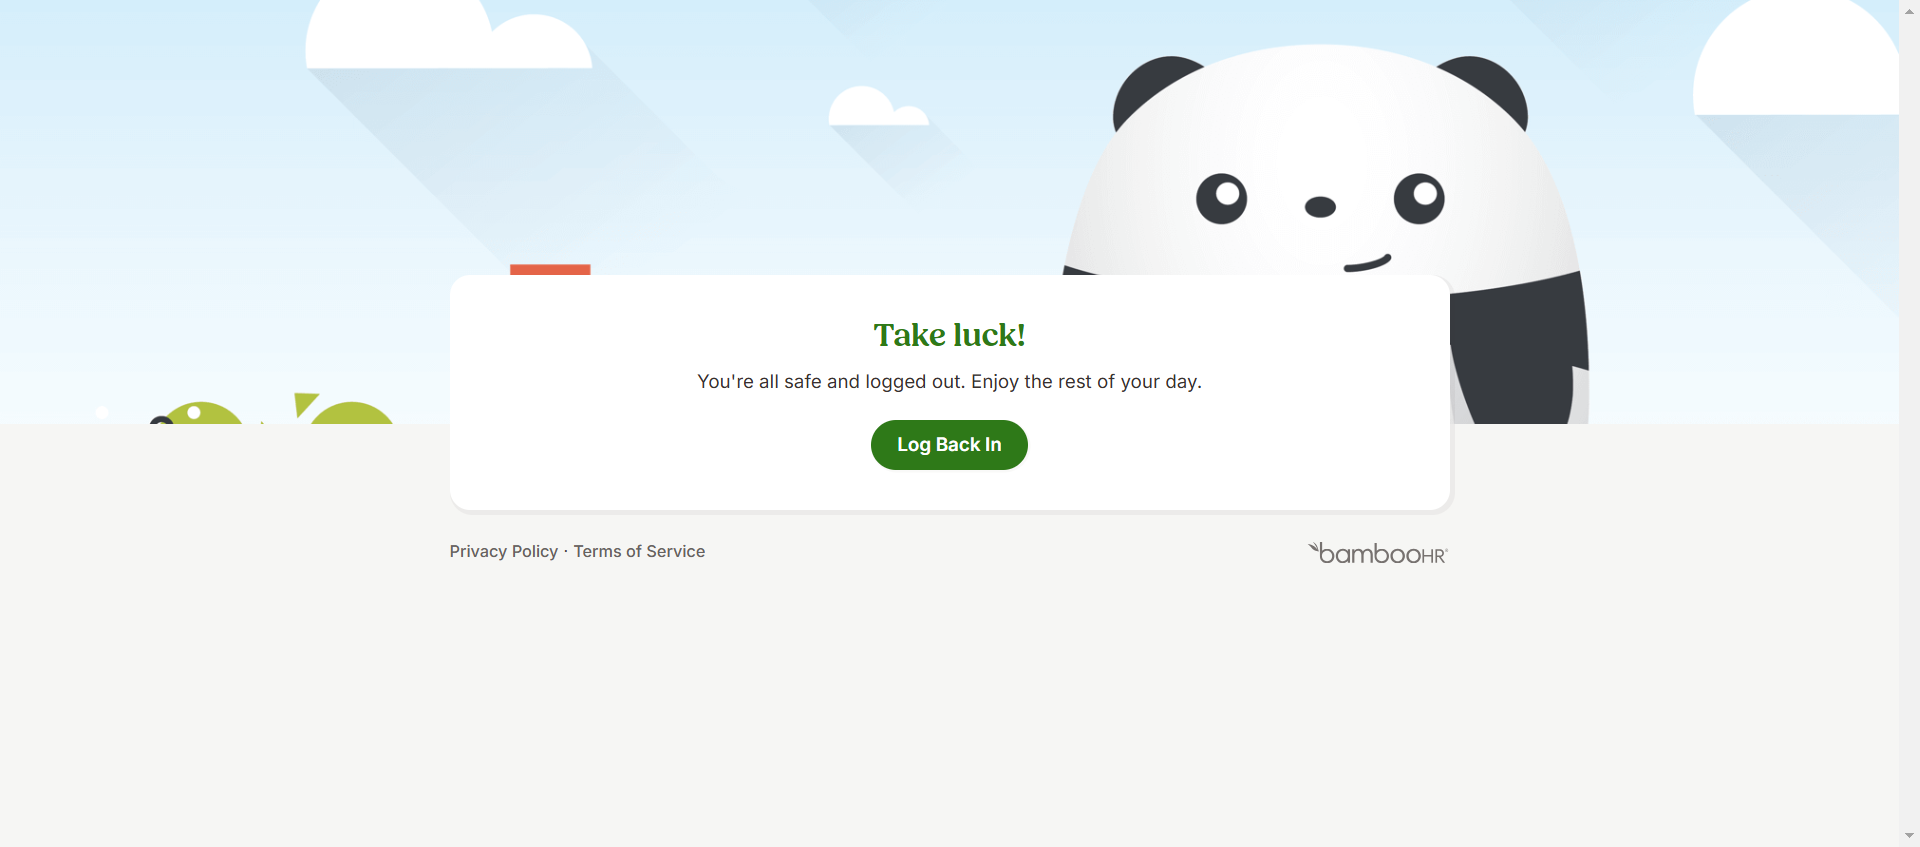 Take luck!
You're all safe and logged out. Enjoy the rest of your day.
Log Back In
Privacy Policy · Terms of Service
bambooHR®